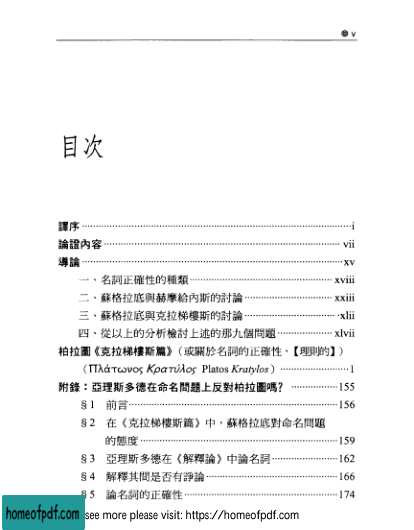 v
目次
譯序 i
論證內容 vii
導論 xv
一、名詞正確性的種類 xviii
二、蘇格拉底與赫摩給內斯的討論 xxiii
三、蘇格拉底與克拉梯樓斯的討論 xlii
四、從以上的分析檢討上述的那九個問題 xlvii
柏拉圖《克拉梯樓斯篇》(或關於名詞的正確性,【理則的】)
(Πλάτωνος Κρατύλος Platos Kratylos) 1
附錄:亞理斯多德在命名問題上反對柏拉圖嗎? 155
§1 前言 156
§2 在《克拉梯樓斯篇》中,蘇格拉底對命名問題
的態度 159
§3 亞理斯多德在《解釋論》中論名詞 162
§4 解釋其間是否有諍論 166
§5 論名詞的正確性 174
homeofpdf.com
see more please visit: https://homeofpdf.com